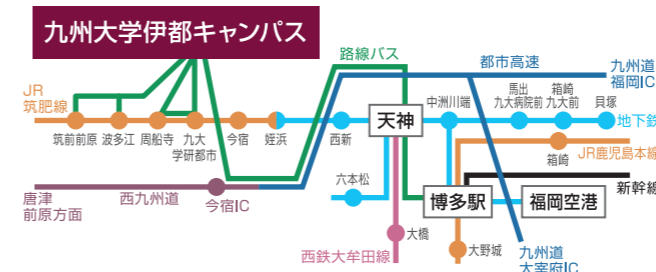 九州大学伊都キャンパス
路線バス
都市高速
九州道
福岡IC
JR
筑肥線
筑前前原
波多江
周船寺
九大
学研都市
今宿
姪浜
西新
天神
中洲川端
馬出
九大病院前
箱崎
九大前
貝塚
地下鉄
箱崎
JR鹿児島本線
六本松
博多駅
福岡空港
新幹線
唐津
前原方面
西九州道
今宿IC
大橋
西鉄大牟田線
大野城
九州道
太宰府IC